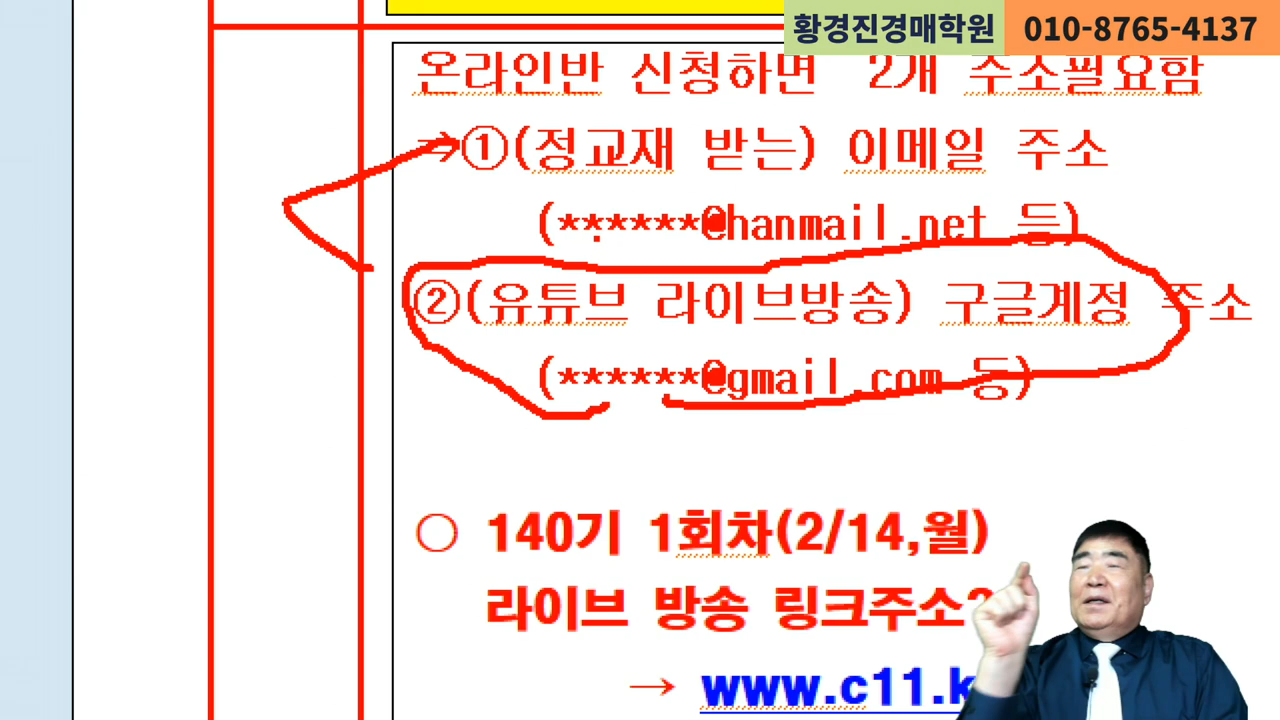 황경진경매학원 010-8765-4137
온라인반 신청하면 2개 주소필요함
⇒①(정교재 받는) 이메일 주소
(******@hanmail.net 등)
②(유튜브 라이브방송) 구글계정 주소
(******@gmail.com 등)
○ 140기 1회차(2/14,월)
라이브 방송 링크주소?
→ www.c11.k